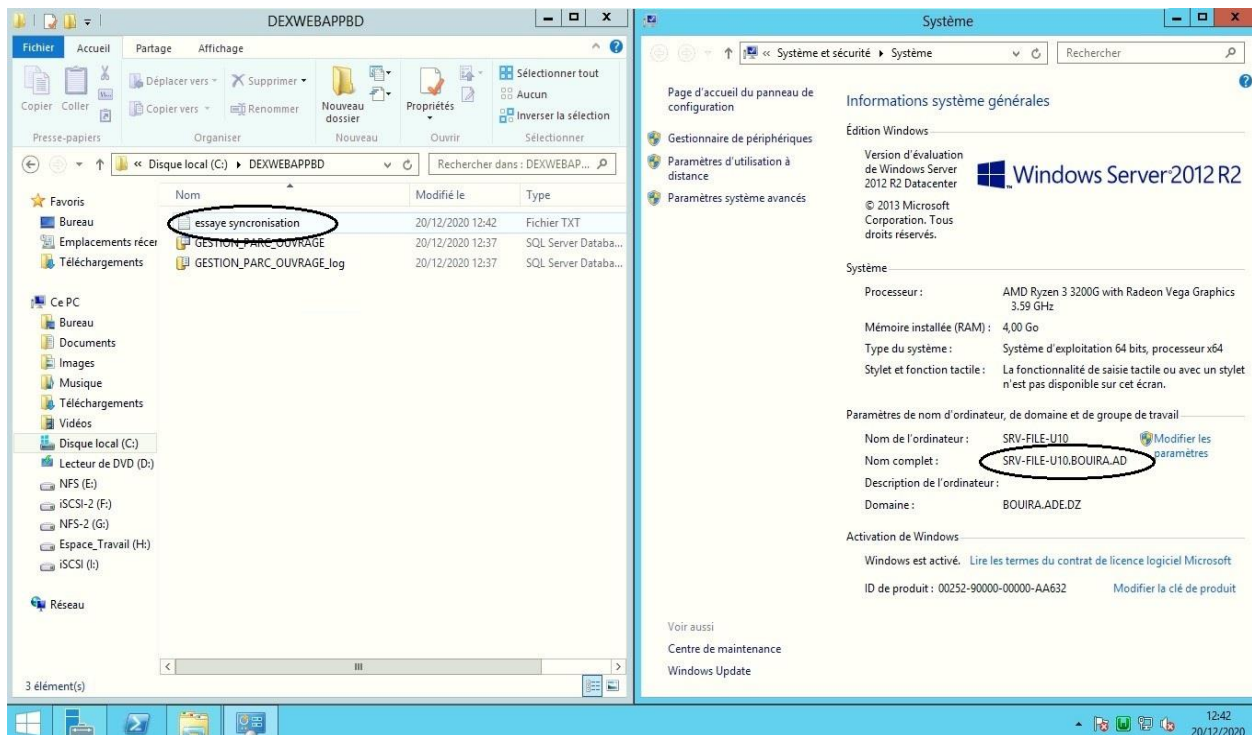 DEXWEBAPPBD
Fichier Accueil Partage Affichage
Copier Coller
Déplacer vers
Copier vers
Supprimer
Renommer
Nouveau dossier
Propriétés
Sélectionner tout
Aucun
Inverser la sélection
Presse-papiers Organiser Nouveau Ouvrir Sélectionner
« Disque local (C:) DEXWEBAPPBD
Rechercher dans : DEXWEBAP...
Favoris
Bureau
Emplacements récer
Téléchargements
Ce PC
Bureau
Documents
Images
Musique
Téléchargements
Vidéos
Disque local (C:)
Lecteur de DVD (D:)
NFS (E:)
iSCSI-2 (F:)
NFS-2 (G:)
Espace_Travail (H:)
iSCSI (I:)
Réseau
Nom Modifié le Type
essaye syncronisation 20/12/2020 12:42 Fichier TXT
GESTION_PARC_OUVRAGE 20/12/2020 12:37 SQL Server Databa...
GESTION_PARC_OUVRAGE_log 20/12/2020 12:37 SQL Server Databa...
3 élément(s)
Système
« Système et sécurité Système
Rechercher
Page d'accueil du panneau de
configuration
Gestionnaire de périphériques
Paramètres d'utilisation à
distance
Paramètres système avancés
Voir aussi
Centre de maintenance
Windows Update
Informations système générales
Édition Windows
Version d'évaluation
de Windows Server
2012 R2 Datacenter
© 2013 Microsoft
Corporation. Tous
droits réservés.
Windows Server 2012 R2
Système
Processeur : AMD Ryzen 3 3200G with Radeon Vega Graphics
3.59 GHz
Mémoire installée (RAM) : 4,00 Go
Type du système : Système d'exploitation 64 bits, processeur x64
Stylet et fonction tactile : La fonctionnalité de saisie tactile ou avec un stylet
n'est pas disponible sur cet écran.
Paramètres de nom d'ordinateur, de domaine et de groupe de travail
Nom de l'ordinateur : SRV-FILE-U10
Modifier les
paramètres
Nom complet : SRV-FILE-U10.BOUIRA.AD
Description de l'ordinateur :
Domaine : BOUIRA.ADE.DZ
Activation de Windows
Windows est activé. Lire les termes du contrat de licence logiciel Microsoft
ID de produit : 00252-90000-00000-AA632 Modifier la clé de produit
12:42
20/12/2020